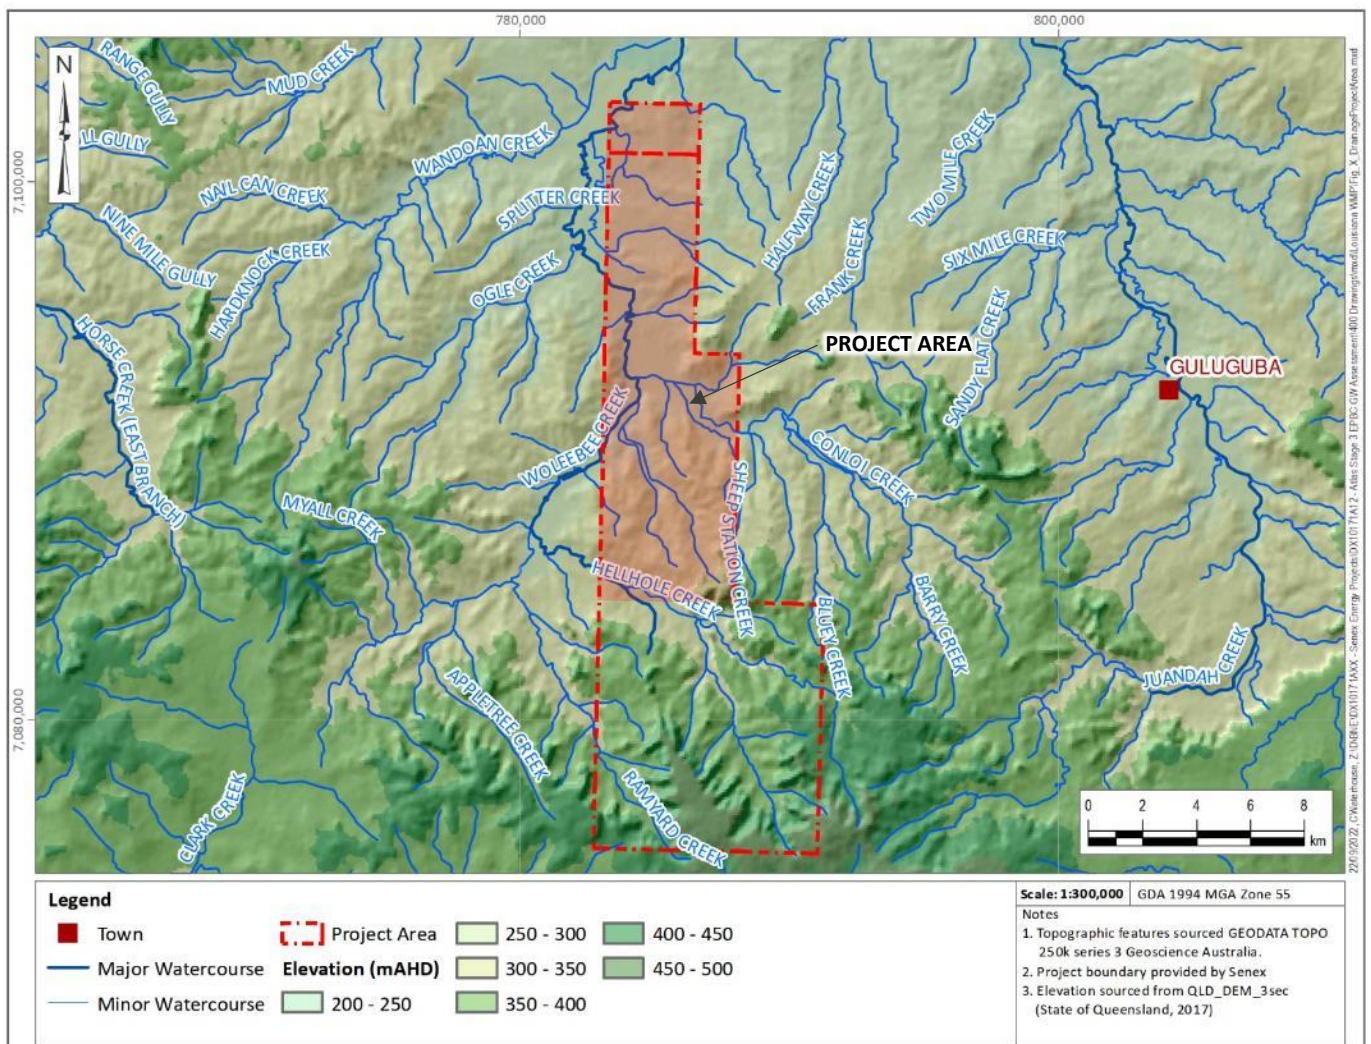 780,000
800,000
7,100,000
7,080,000
N
RANGE GULLY
MUD CREEK
LL GULLY
WANDOAN CREEK
NAIL CAN CREEK
SPLITTER CREEK
NINE MILE GULLY
HARDKNOCK CREEK
OGLE CREEK
HALFWAY CREEK
FRANK CREEK
TWO MILE CREEK
SIX MILE CREEK
SANDY FLAT CREEK
HORSE CREEK (EAST BRANCH)
PROJECT AREA
GULUGUBA
WOLEEBEE CREEK
CONLOI CREEK
MYALL CREEK
SHEEP STATION CREEK
HELLHOLE CREEK
BLUEY CREEK
BARRY CREEK
JUANDAH CREEK
APPLETREE CREEK
RAMYARD CREEK
CLARK CREEK
0 2 4 6 8
km
Legend
Town
Major Watercourse
Minor Watercourse
Project Area
Elevation (mAHD)
200 - 250
250 - 300
300 - 350
350 - 400
400 - 450
450 - 500
Scale: 1:300,000 GDA 1994 MGA Zone 55
Notes
1. Topographic features sourced GEODATA TOPO
250k series 3 Geoscience Australia.
2. Project boundary provided by Senex
3. Elevation sourced from QLD_DEM_3sec
(State of Queensland, 2017)